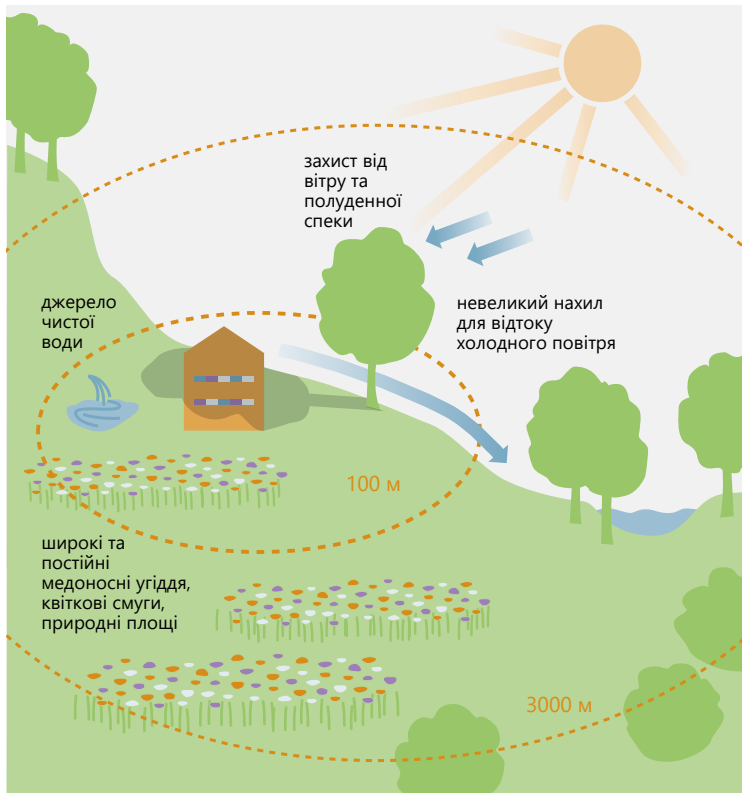 захист від
вітру та
полуденної
спеки
джерело
чистої
води
невеликий нахил
для відтоку
холодного повітря
100 м
широкі та
постійні
медоносні угіддя,
квіткові смуги,
природні площі
3000 м